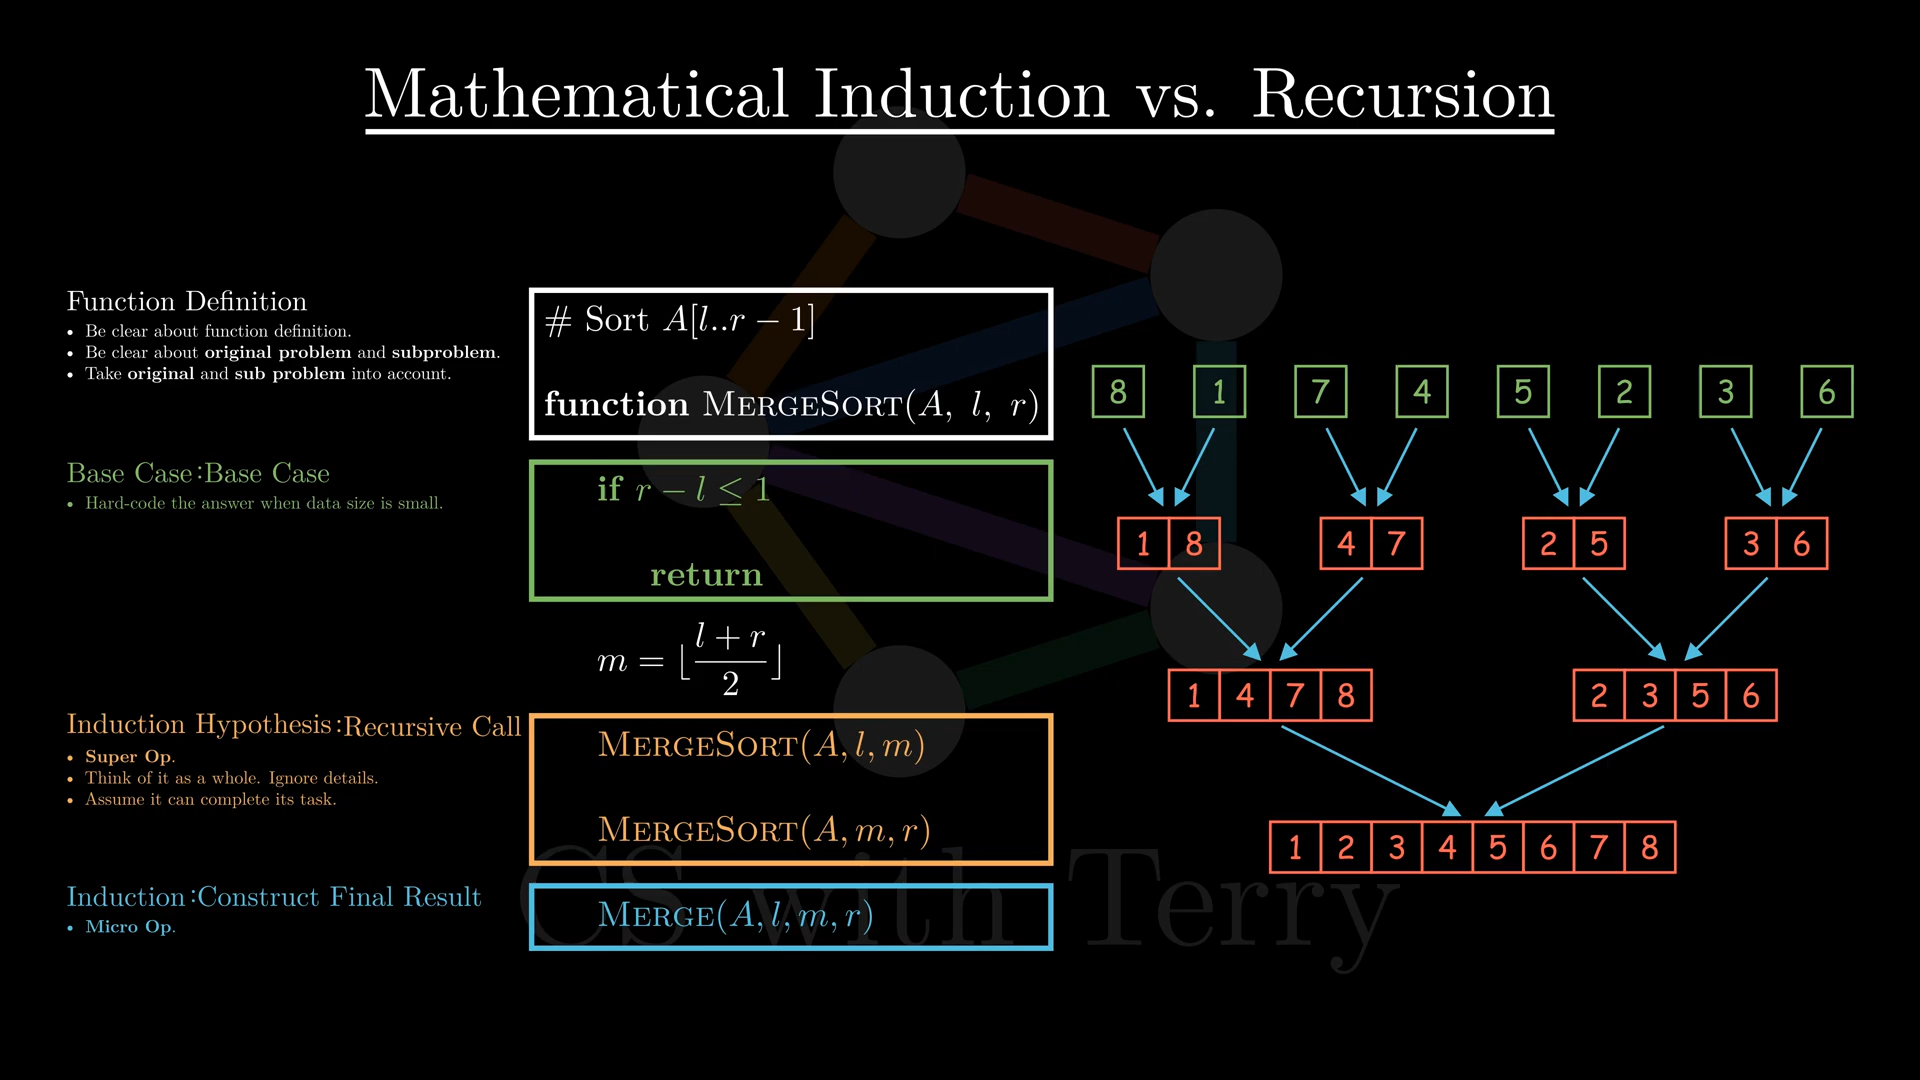 Mathematical Induction vs. Recursion
Function Definition
• Be clear about function definition.
• Be clear about original problem and subproblem.
• Take original and sub problem into account.
# Sort A[l..r − 1]
function MERGESORT(A, l, r)
Base Case:Base Case
• Hard-code the answer when data size is small.
if r − l ≤ 1
return
m = ⌊(l + r)/2⌋
Induction Hypothesis:Recursive Call
• Super Op.
• Think of it as a whole. Ignore details.
• Assume it can complete its task.
MERGESORT(A, l, m)
MERGESORT(A, m, r)
Induction:Construct Final Result
• Micro Op.
MERGE(A, l, m, r)
8 1 7 4 5 2 3 6
1 8 4 7 2 5 3 6
1 4 7 8 2 3 5 6
1 2 3 4 5 6 7 8
CS with Terry